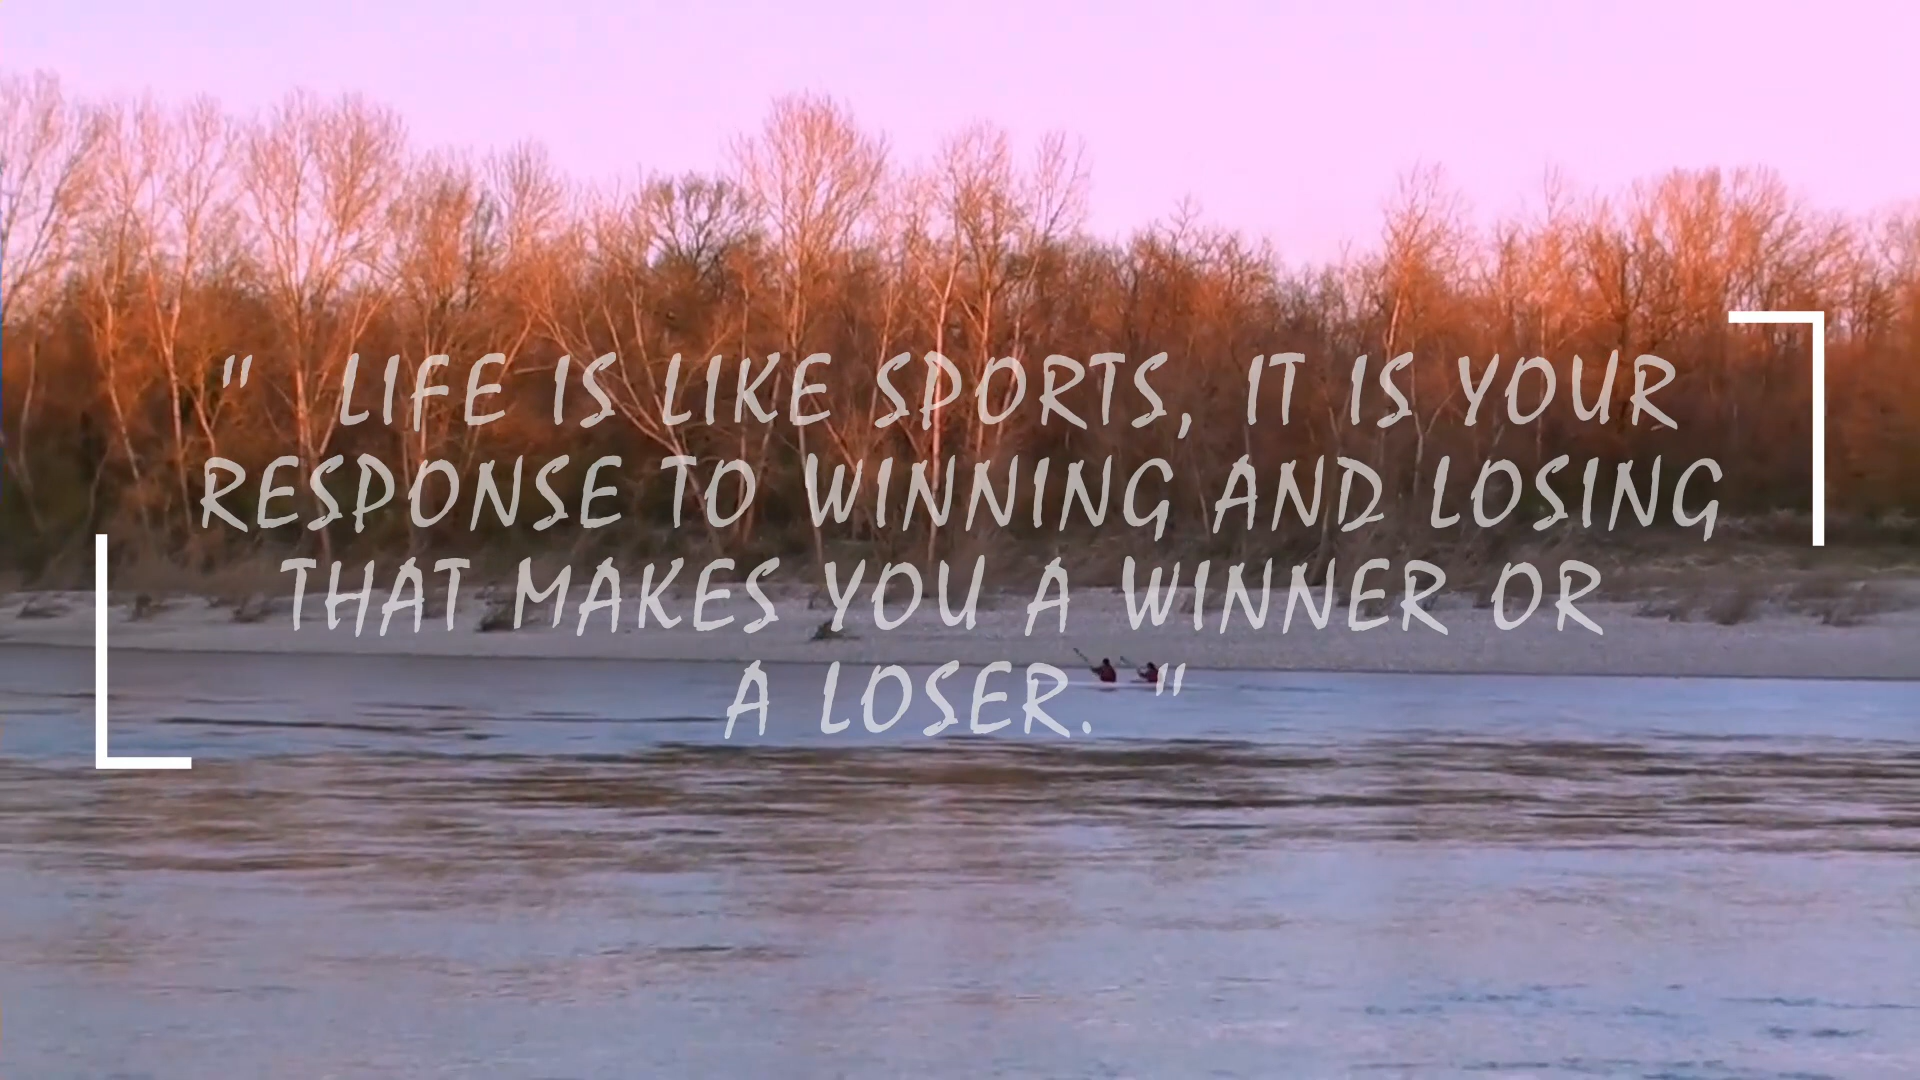 " LIFE IS LIKE SPORTS, IT IS YOUR
RESPONSE TO WINNING AND LOSING
THAT MAKES YOU A WINNER OR
A LOSER. "